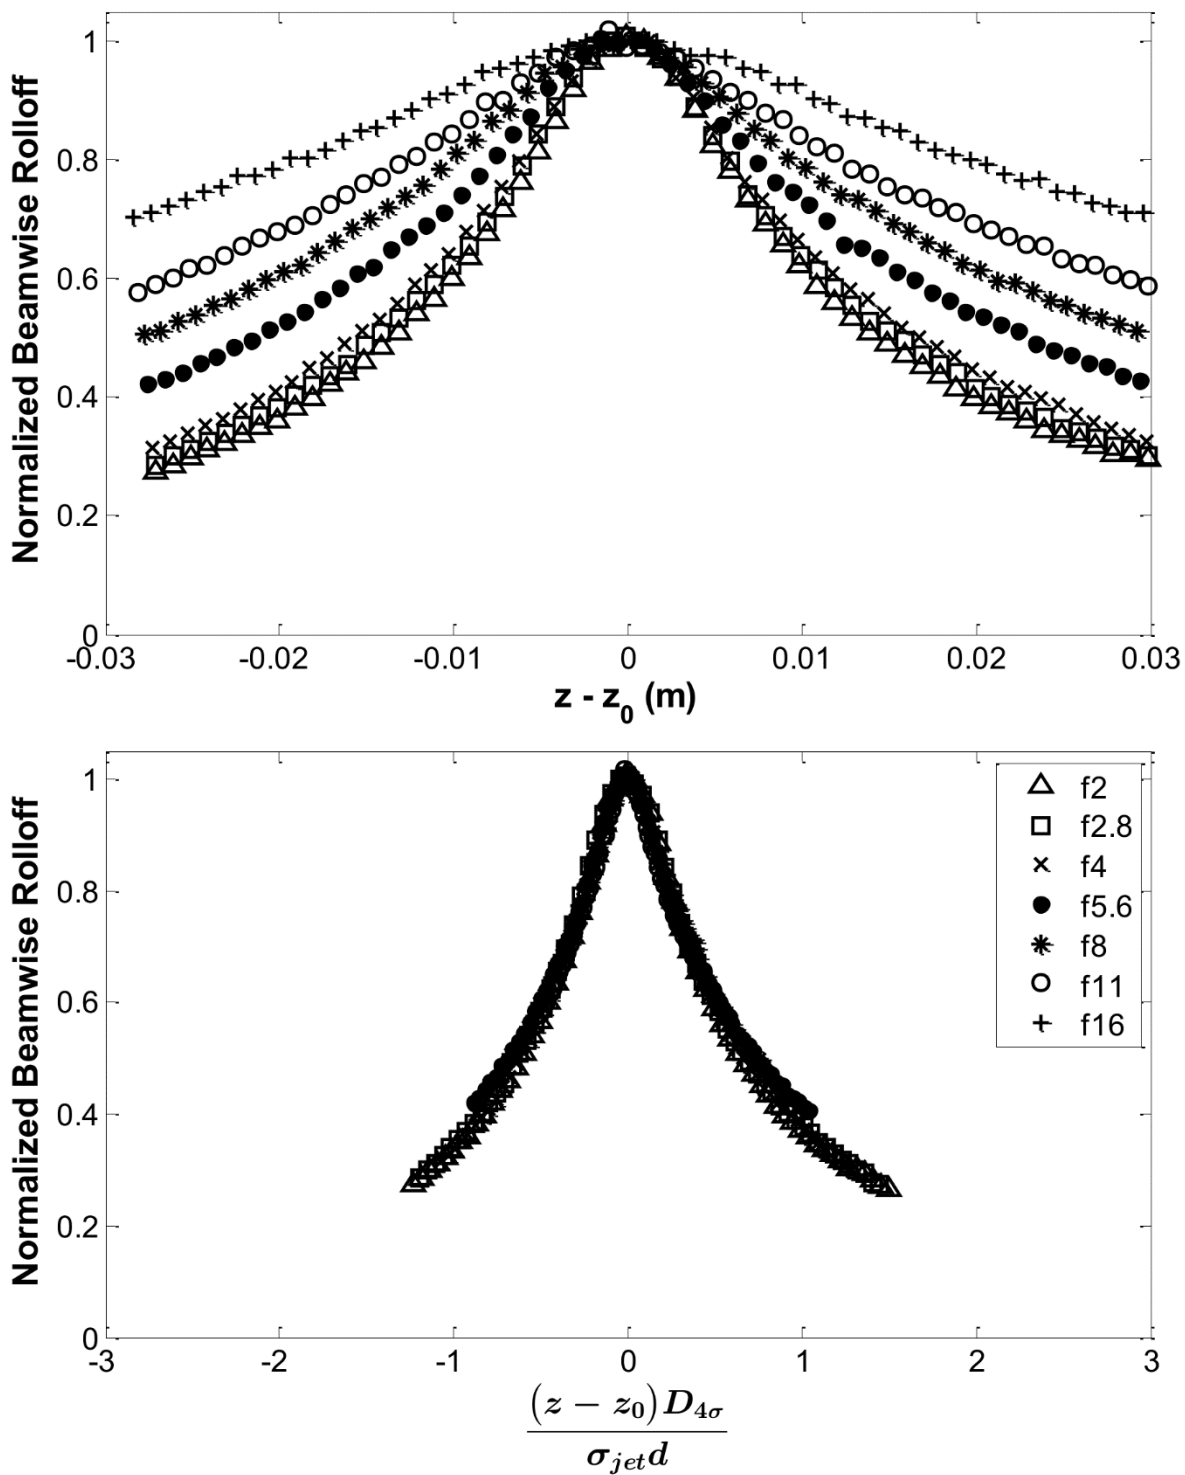 Normalized Beamwise Rolloff
1
0.8
0.6
0.4
0.2
0
-0.03
-0.02
-0.01
0
0.01
0.02
0.03
z - z0 (m)
Normalized Beamwise Rolloff
1
0.8
0.6
0.4
0.2
0
f2
f2.8
f4
f5.6
f8
f11
f16
-3
-2
-1
0
1
2
3
(z − z0) D4σ
σjet d